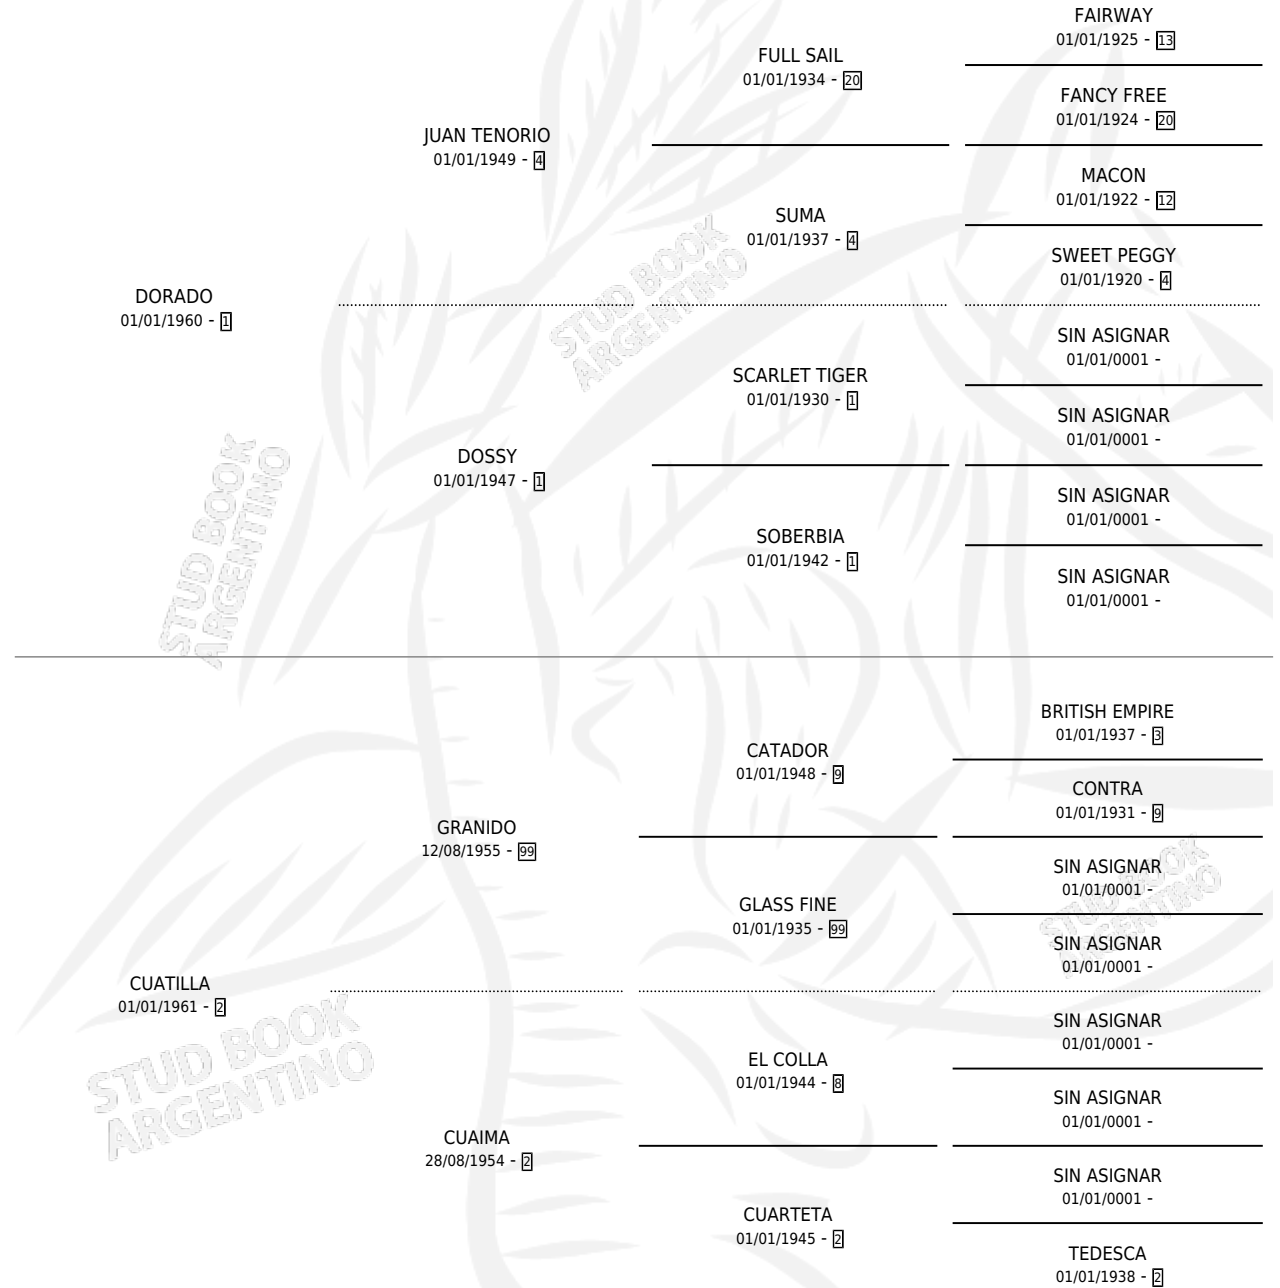 FAIRWAY
01/01/1925 - 13
FULL SAIL
01/01/1934 - 20
FANCY FREE
01/01/1924 - 20
JUAN TENORIO
01/01/1949 - 4
MACON
01/01/1922 - 12
SUMA
01/01/1937 - 4
SWEET PEGGY
01/01/1920 - 4
DORADO
01/01/1960 - 1
SIN ASIGNAR
01/01/0001 -
SCARLET TIGER
01/01/1930 - 1
SIN ASIGNAR
01/01/0001 -
DOSSY
01/01/1947 - 1
SIN ASIGNAR
01/01/0001 -
SOBERBIA
01/01/1942 - 1
SIN ASIGNAR
01/01/0001 -
STUD BOOK
ARGENTINO
STUD BOOK
ARGENTINO
BRITISH EMPIRE
01/01/1937 - 3
CATADOR
01/01/1948 - 9
CONTRA
01/01/1931 - 9
GRANIDO
12/08/1955 - 99
SIN ASIGNAR
01/01/0001 -
GLASS FINE
01/01/1935 - 99
SIN ASIGNAR
01/01/0001 -
STUD BOOK
ARGENTINO
CUATILLA
01/01/1961 - 2
SIN ASIGNAR
01/01/0001 -
EL COLLA
01/01/1944 - 8
SIN ASIGNAR
01/01/0001 -
STUD BOOK
ARGENTINO
CUAIMA
28/08/1954 - 2
SIN ASIGNAR
01/01/0001 -
CUARTETA
01/01/1945 - 2
TEDESCA
01/01/1938 - 2